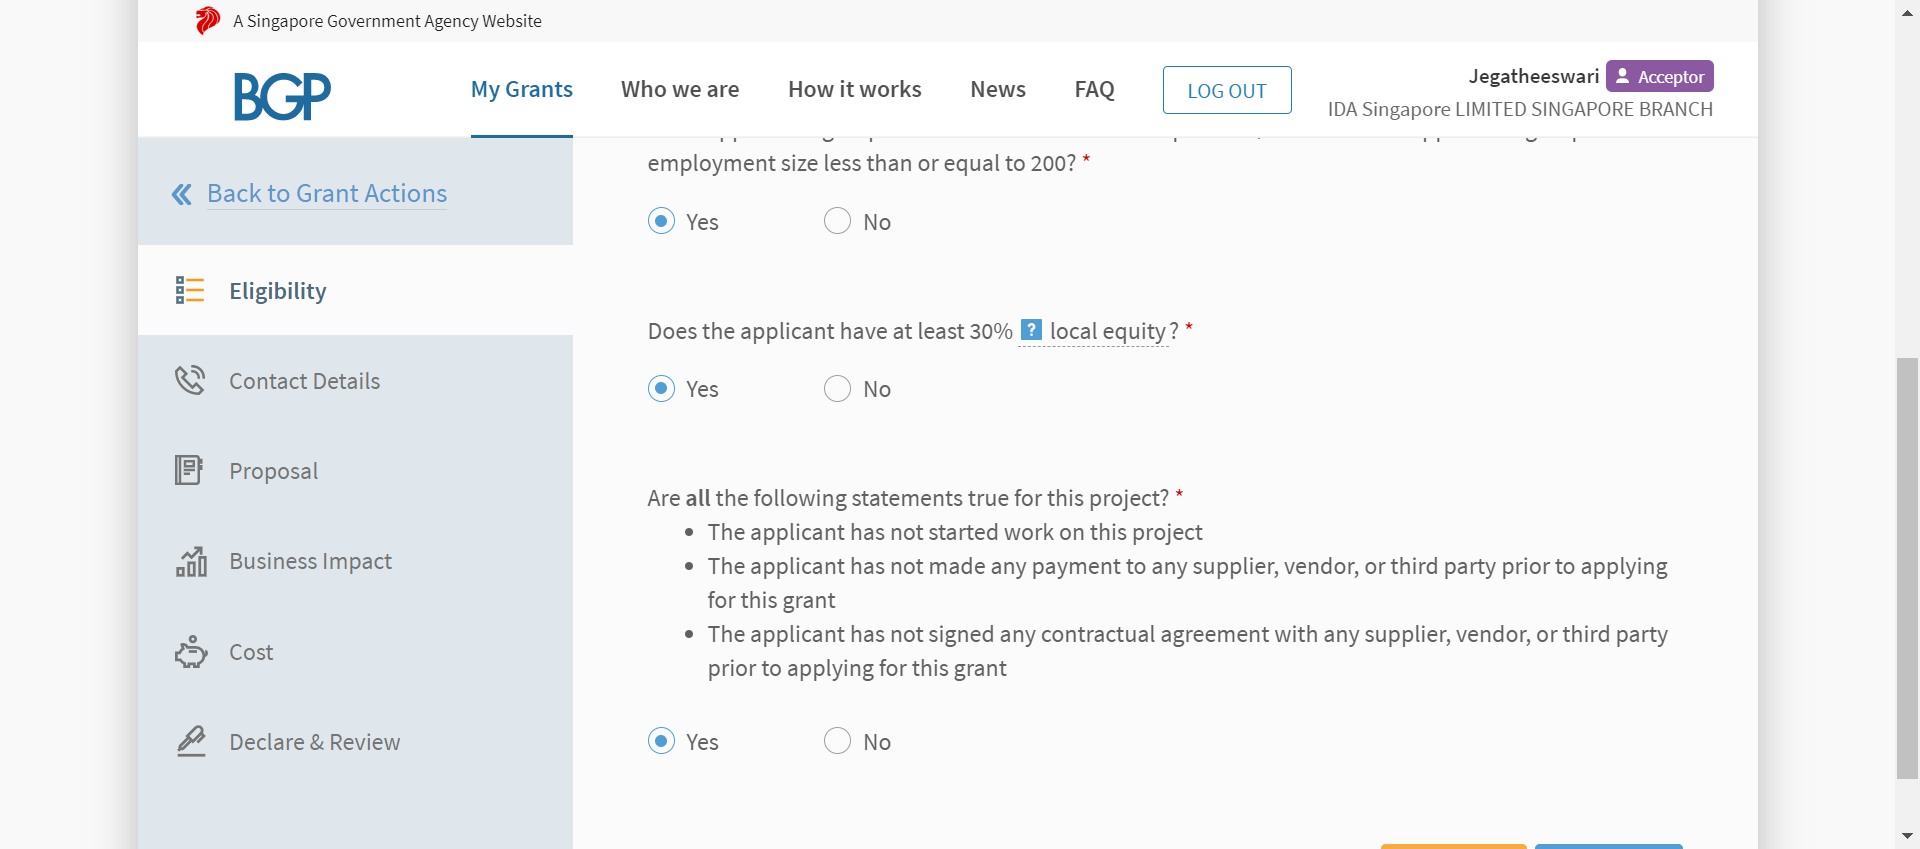 A Singapore Government Agency Website
BGP
My Grants
Who we are
How it works
News
FAQ
LOG OUT
Jegatheeswari
Acceptor
IDA Singapore LIMITED SINGAPORE BRANCH
Back to Grant Actions
Eligibility
Contact Details
Proposal
Business Impact
Cost
Declare & Review
employment size less than or equal to 200? *
Yes
No
Does the applicant have at least 30% ? local equity? *
Yes
No
Are all the following statements true for this project? *
• The applicant has not started work on this project
• The applicant has not made any payment to any supplier, vendor, or third party prior to applying
for this grant
• The applicant has not signed any contractual agreement with any supplier, vendor, or third party
prior to applying for this grant
Yes
No